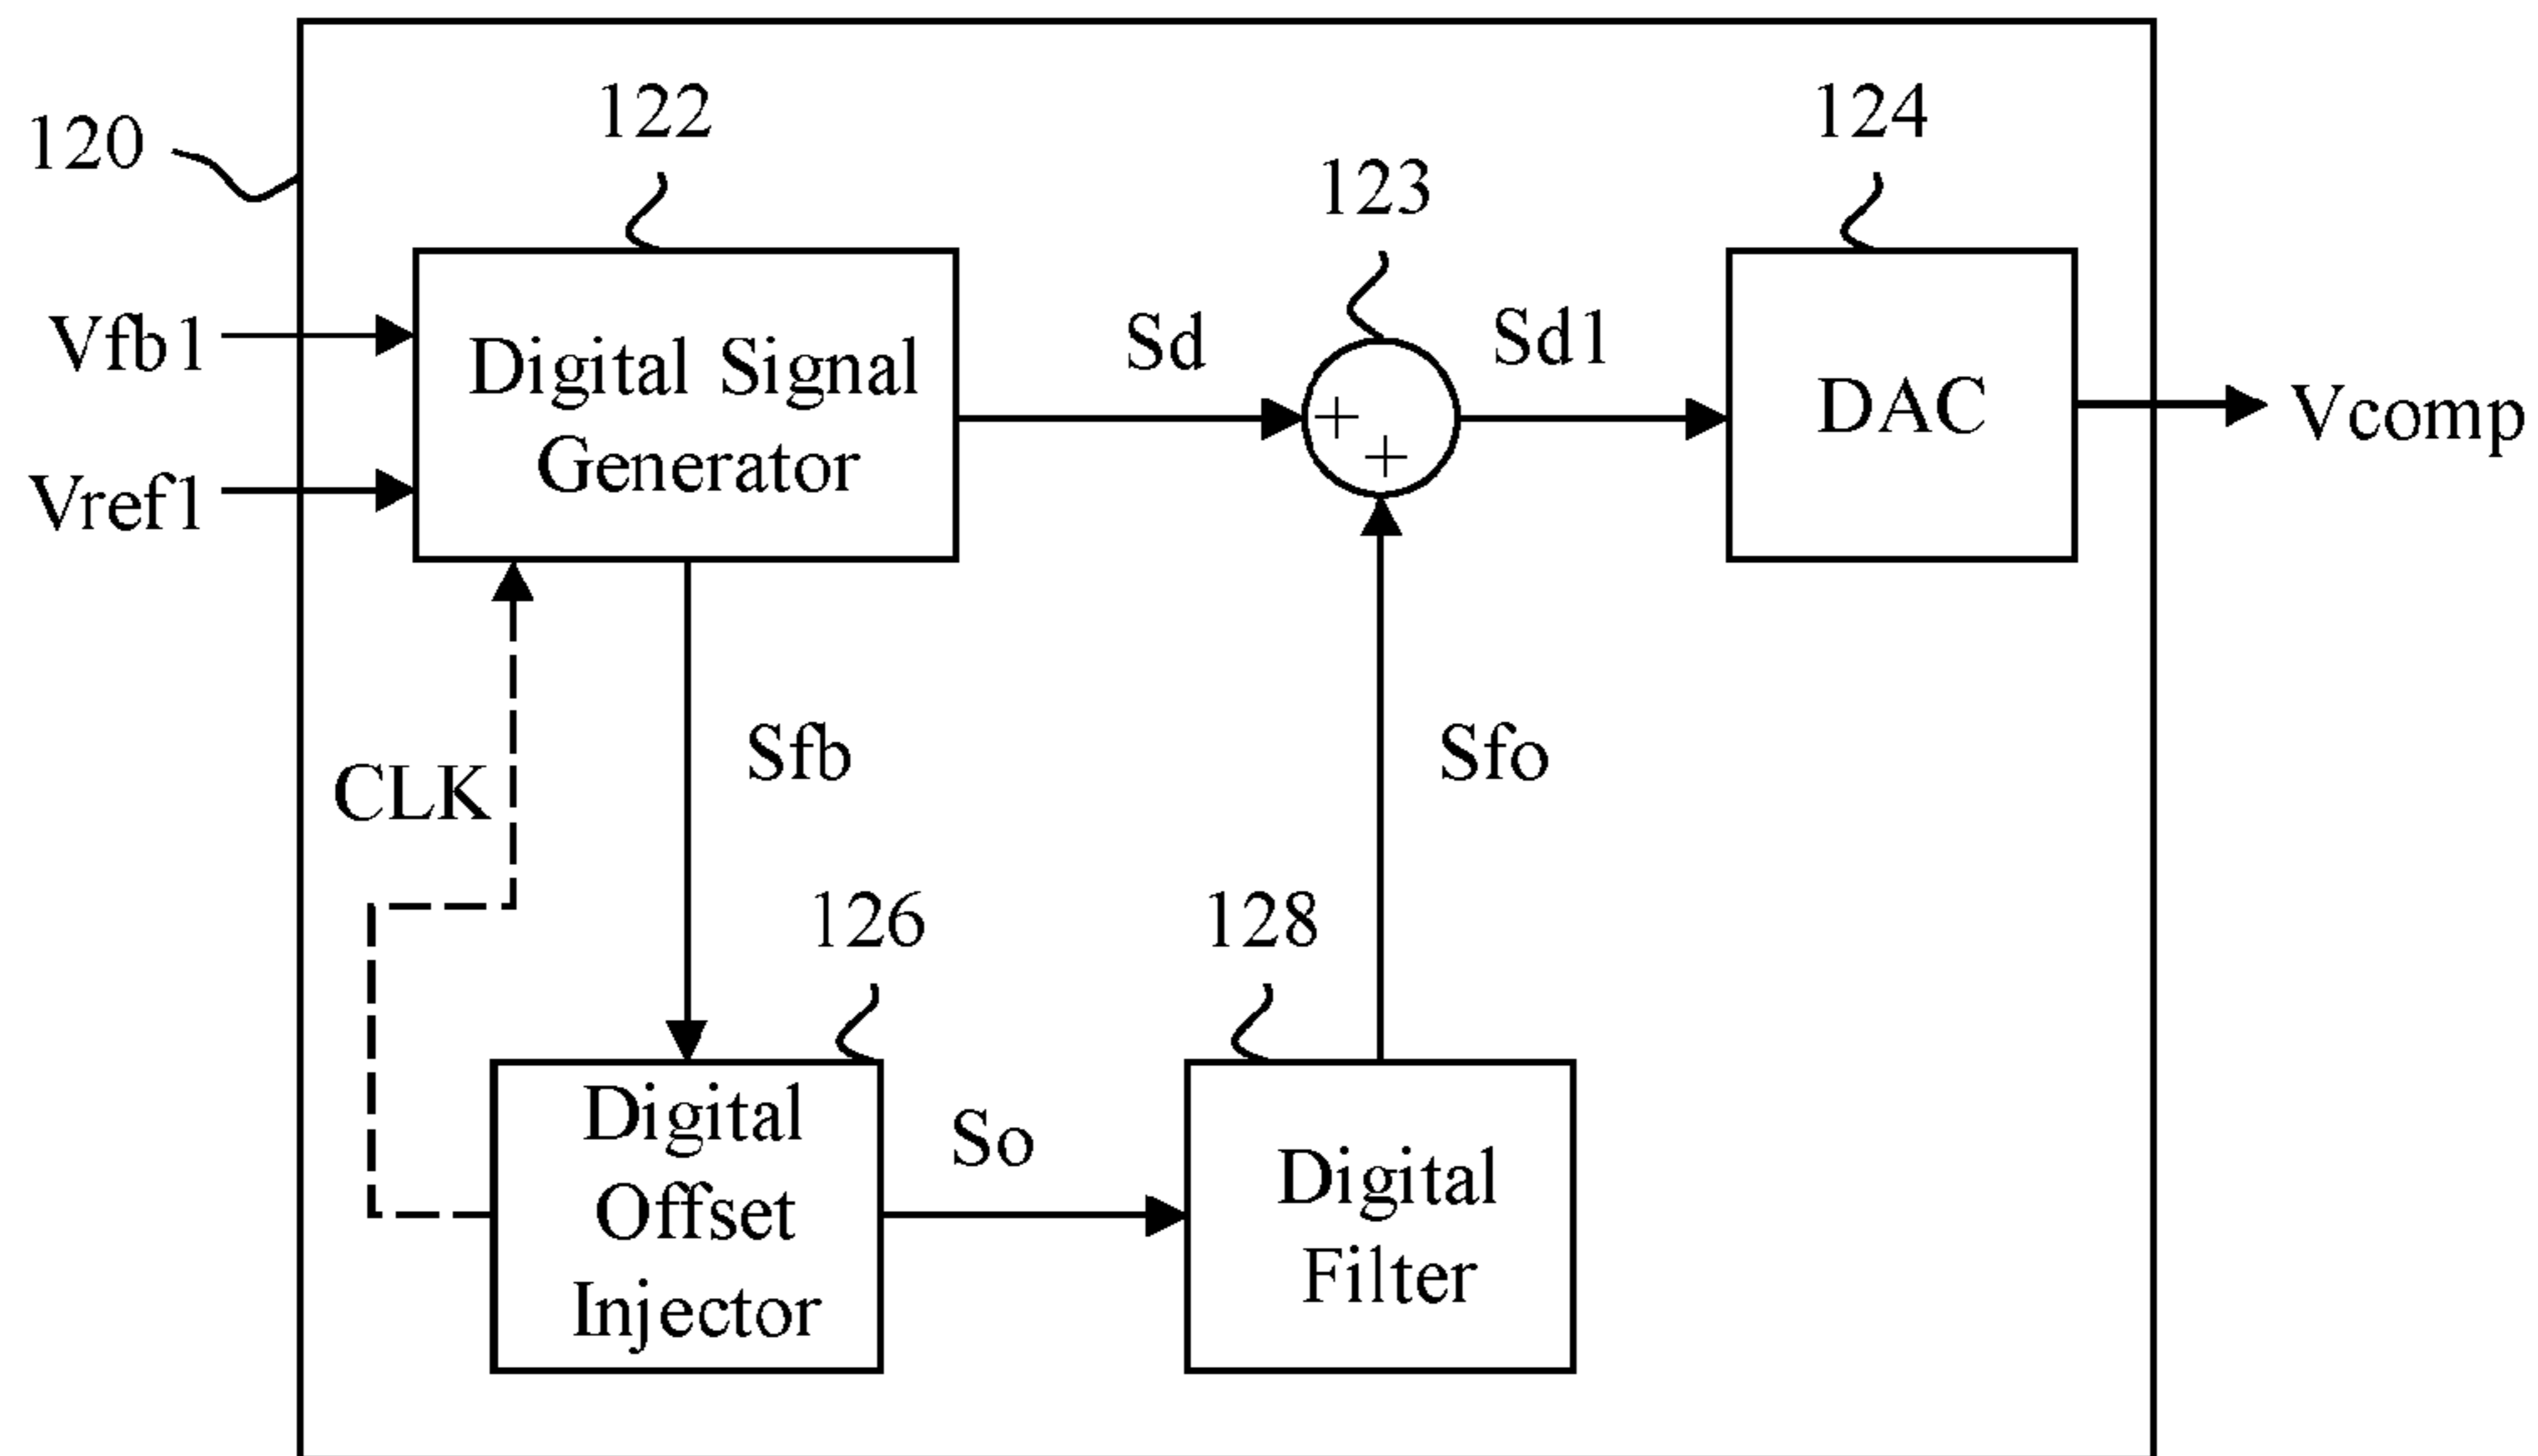 120
122
123
124
Vfb1
Vref1
Digital Signal
Generator
Sd
+
+
Sd1
DAC
Vcomp
CLK
Sfb
Sfo
126
128
Digital
Offset
Injector
So
Digital
Filter